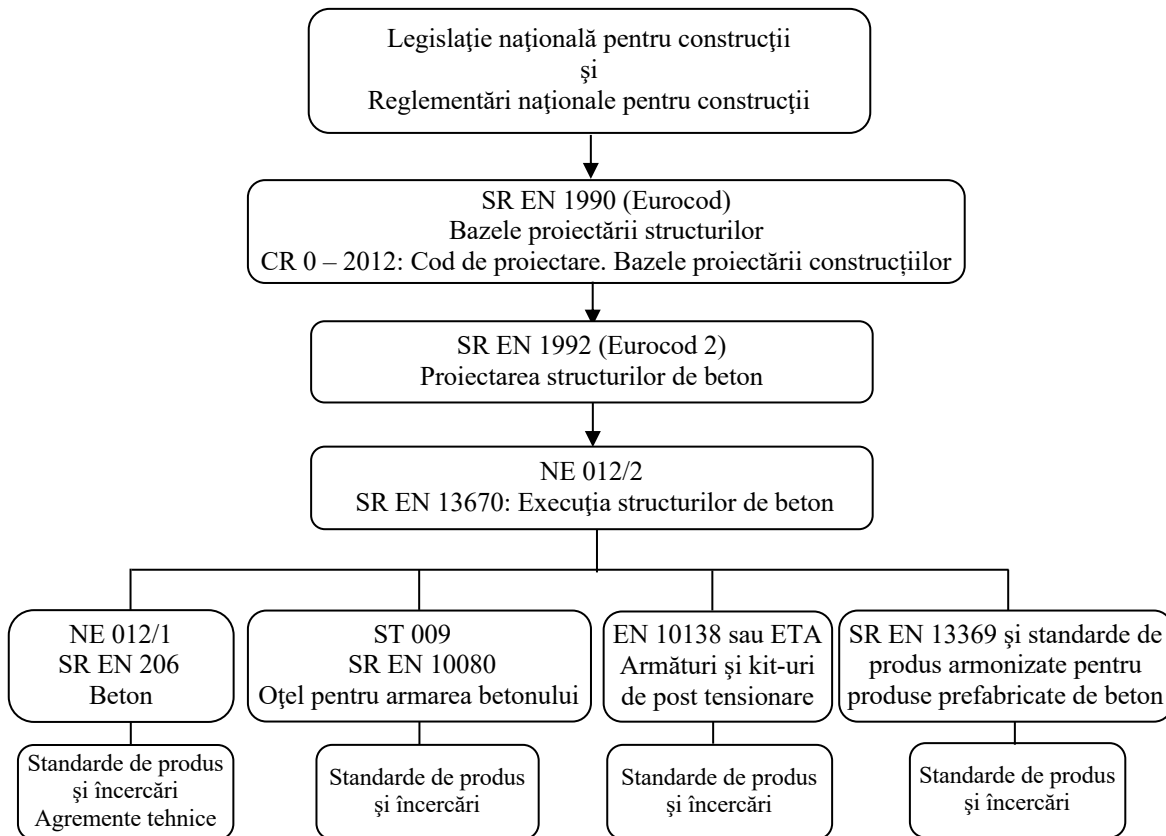 Legislaţie naţională pentru construcţii
şi
Reglementări naţionale pentru construcţii
SR EN 1990 (Eurocod)
Bazele proiectării structurilor
CR 0 – 2012: Cod de proiectare. Bazele proiectării construcțiilor
SR EN 1992 (Eurocod 2)
Proiectarea structurilor de beton
NE 012/2
SR EN 13670: Execuţia structurilor de beton
NE 012/1
SR EN 206
Beton
ST 009
SR EN 10080
Oţel pentru armarea betonului
EN 10138 sau ETA
Armături şi kit-uri
de post tensionare
SR EN 13369 şi standarde de
produs armonizate pentru
produse prefabricate de beton
Standarde de produs
şi încercări
Agremente tehnice
Standarde de produs
şi încercări
Standarde de produs
şi încercări
Standarde de produs
şi încercări